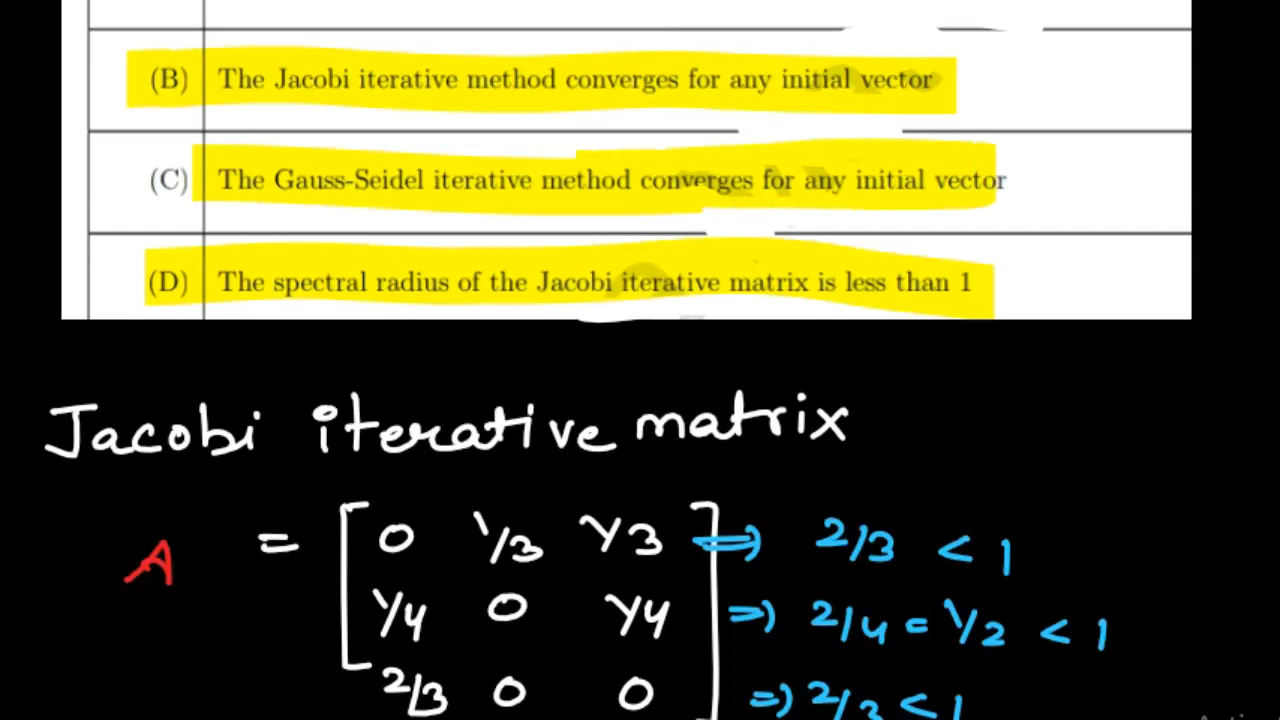 (B) The Jacobi iterative method converges for any initial vector
(C) The Gauss-Seidel iterative method converges for any initial vector
(D) The spectral radius of the Jacobi iterative matrix is less than 1
Jacobi iterative matrix
A = [ 0 1/3 1/3 ] => 2/3 < 1
1/4 0 1/4 => 2/4 = 1/2 < 1
2/3 0 0 => 2/3 < 1